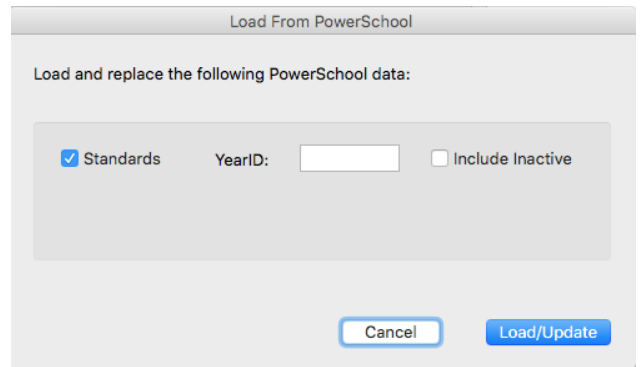 Load From PowerSchool
Load and replace the following PowerSchool data:
Standards YearID: Include Inactive
Cancel Load/Update